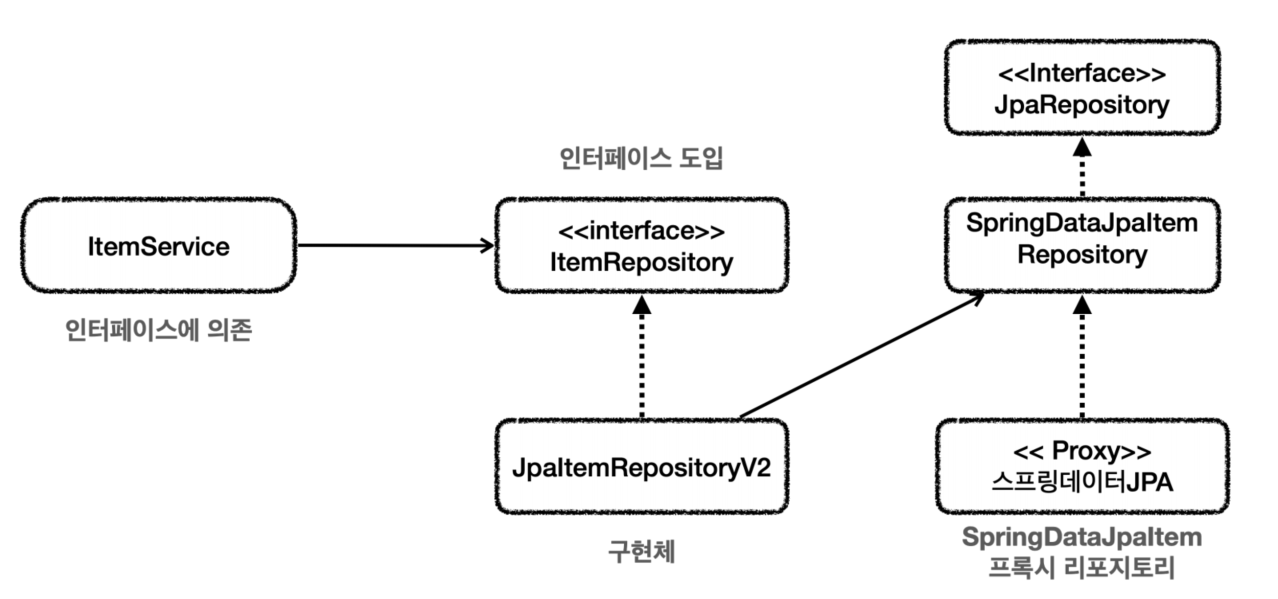 <<Interface>>
JpaRepository
인터페이스 도입
ItemService
<<interface>>
ItemRepository
SpringDataJpaItem
Repository
인터페이스에 의존
JpaItemRepositoryV2
<< Proxy>>
스프링데이터JPA
구현체
SpringDataJpaItem
프록시 리포지토리